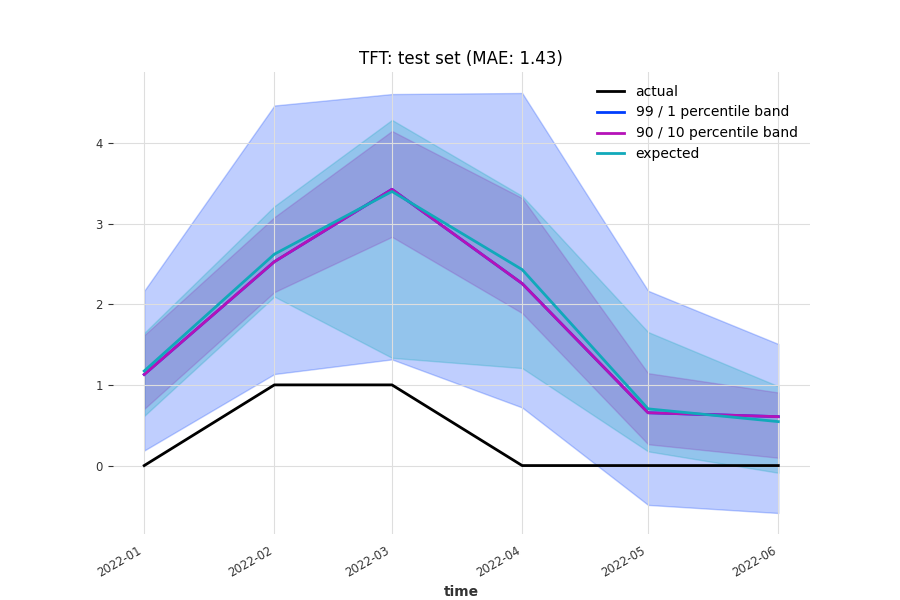 TFT: test set (MAE: 1.43)
actual
99 / 1 percentile band
90 / 10 percentile band
expected
4
3
2
1
0
2022-01
2022-02
2022-03
2022-04
2022-05
2022-06
time